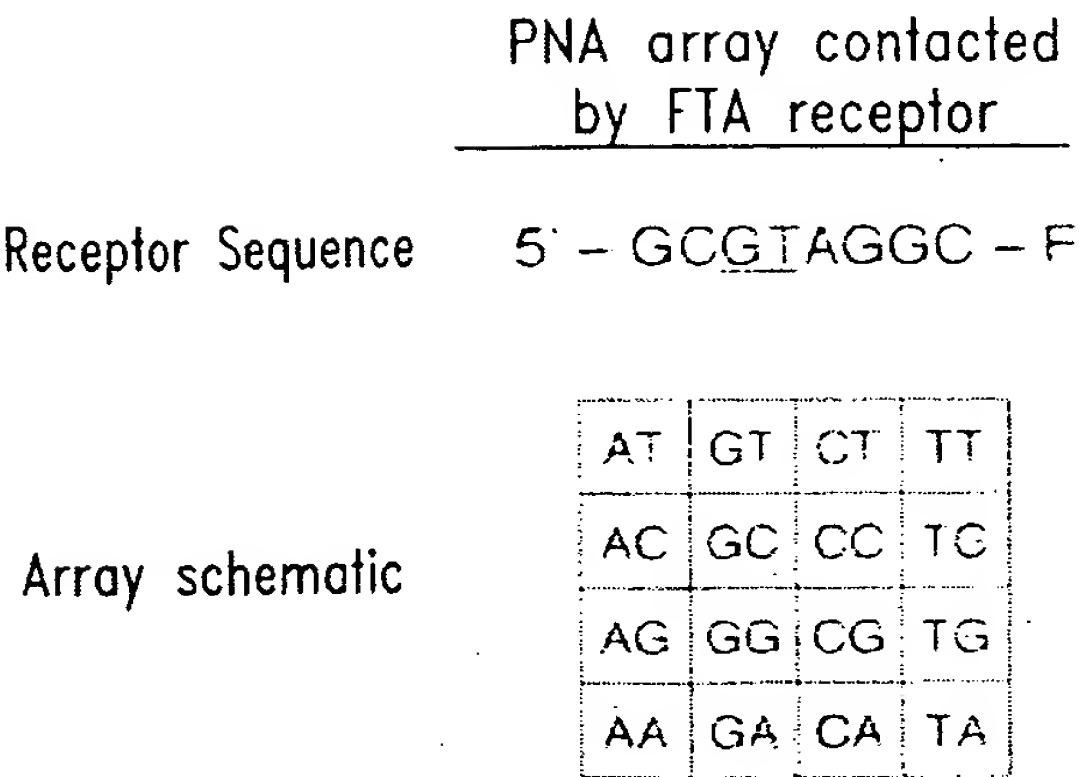 PNA array contacted
by FTA receptor
Receptor Sequence 5' – GCGTAGGC – F
AT GT CT TT
AC GC CC TC
Array schematic
AG GG CG TG
AA GA CA TA